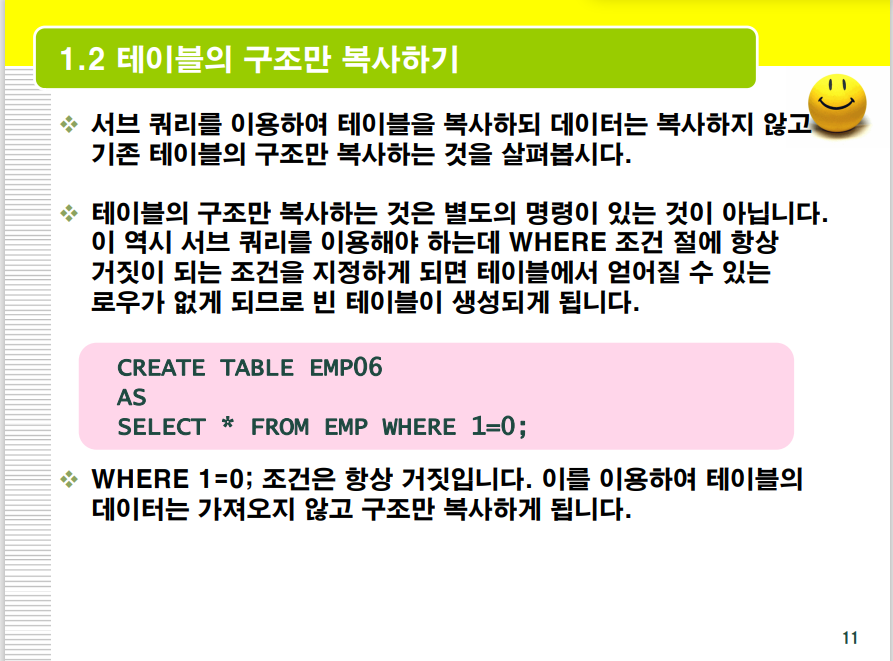 1.2 테이블의 구조만 복사하기
서브 쿼리를 이용하여 테이블을 복사하되 데이터는 복사하지 않고
기존 테이블의 구조만 복사하는 것을 살펴봅시다.
테이블의 구조만 복사하는 것은 별도의 명령이 있는 것이 아닙니다.
이 역시 서브 쿼리를 이용해야 하는데 WHERE 조건 절에 항상
거짓이 되는 조건을 지정하게 되면 테이블에서 얻어질 수 있는
로우가 없게 되므로 빈 테이블이 생성되게 됩니다.
CREATE TABLE EMP06
AS
SELECT * FROM EMP WHERE 1=0;
WHERE 1=0; 조건은 항상 거짓입니다. 이를 이용하여 테이블의
데이터는 가져오지 않고 구조만 복사하게 됩니다.
11